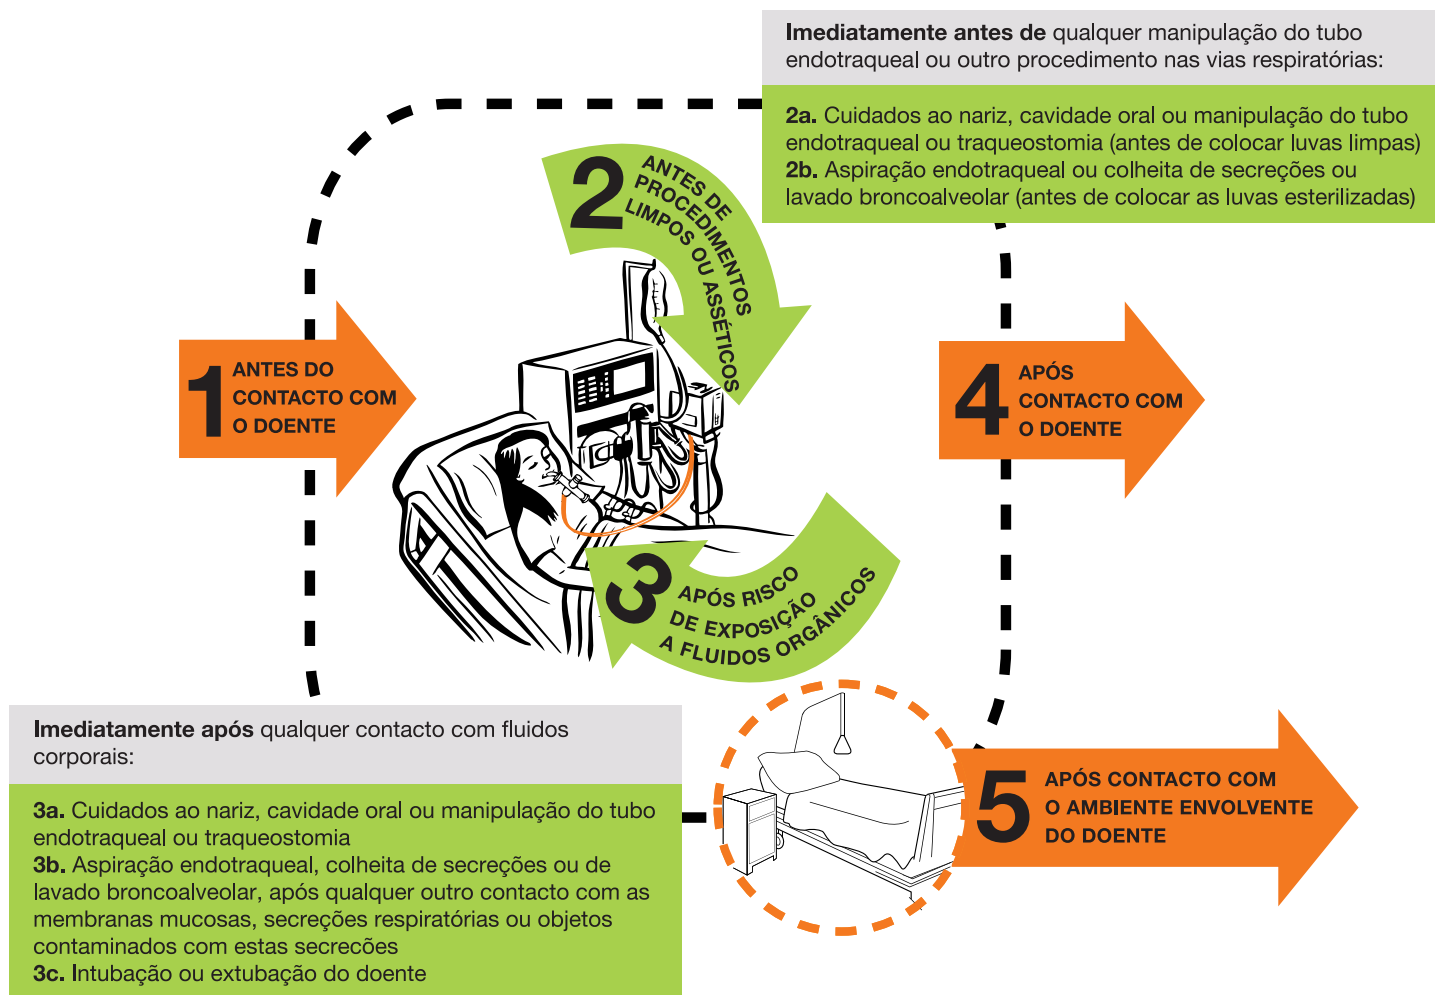 Imediatamente antes de qualquer manipulação do tubo
endotraqueal ou outro procedimento nas vias respiratórias:
2a. Cuidados ao nariz, cavidade oral ou manipulação do tubo
endotraqueal ou traqueostomia (antes de colocar luvas limpas)
2b. Aspiração endotraqueal ou colheita de secreções ou
lavado broncoalveolar (antes de colocar as luvas esterilizadas)
2
ANTES DE
PROCEDIMENTOS
LIMPOS OU ASSÉTICOS
1
ANTES DO
CONTACTO COM
O DOENTE
4
APÓS
CONTACTO COM
O DOENTE
3
APÓS RISCO
DE EXPOSIÇÃO
A FLUIDOS ORGÂNICOS
Imediatamente após qualquer contacto com fluidos
corporais:
3a. Cuidados ao nariz, cavidade oral ou manipulação do tubo
endotraqueal ou traqueostomia
3b. Aspiração endotraqueal, colheita de secreções ou de
lavado broncoalveolar, após qualquer outro contacto com as
membranas mucosas, secreções respiratórias ou objetos
contaminados com estas secrecões
3c. Intubação ou extubação do doente
5
APÓS CONTACTO COM
O AMBIENTE ENVOLVENTE
DO DOENTE